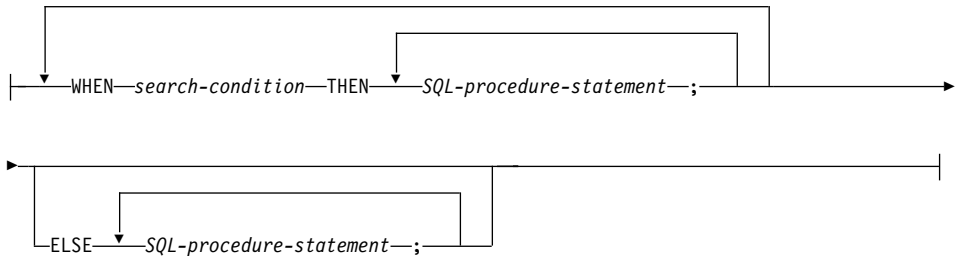 WHEN search-condition THEN SQL-procedure-statement ;
ELSE SQL-procedure-statement ;